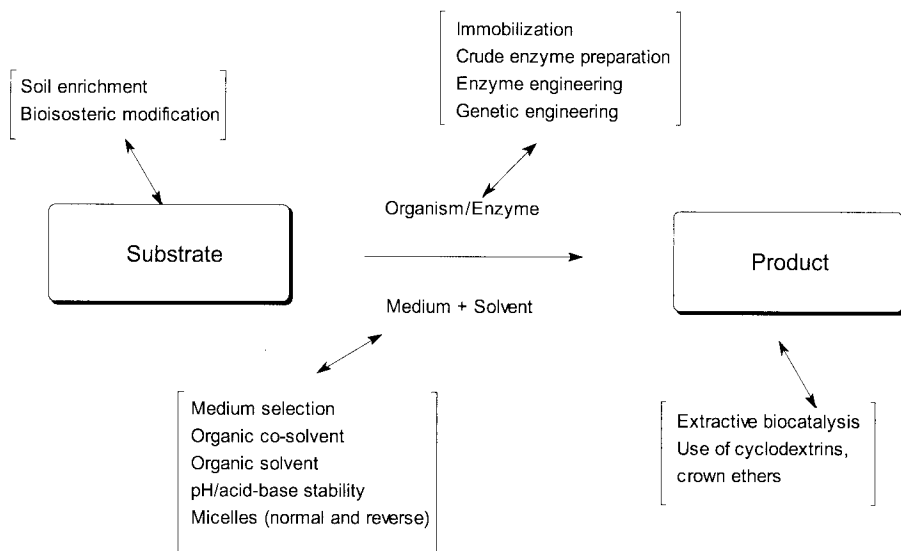 Immobilization
Crude enzyme preparation
Enzyme engineering
Genetic engineering
Soil enrichment
Bioisosteric modification
Organism/Enzyme
Substrate
Product
Medium + Solvent
Medium selection
Organic co-solvent
Organic solvent
pH/acid-base stability
Micelles (normal and reverse)
Extractive biocatalysis
Use of cyclodextrins,
crown ethers